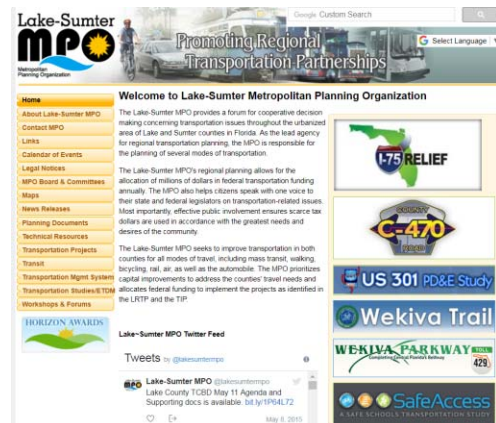 Lake-Sumter
MPO
Metropolitan
Planning Organization
Google Custom Search
Promoting Regional
Transportation Partnerships
G Select Language
Home
About Lake-Sumter MPO
Contact MPO
Links
Calendar of Events
Legal Notices
MPO Board & Committees
Maps
News Releases
Planning Documents
Technical Resources
Transportation Projects
Transit
Transportation Mgmt System
Transportation Studies/ETDM
Workshops & Forums
HORIZON AWARDS
Welcome to Lake-Sumter Metropolitan Planning Organization
The Lake-Sumter MPO provides a forum for cooperative decision
making concerning transportation issues throughout the urbanized
area of Lake and Sumter counties in Florida. As the lead agency
for regional transportation planning, the MPO is responsible for
the planning of several modes of transportation.
The Lake-Sumter MPO's regional planning allows for the
allocation of millions of dollars in federal transportation funding
annually. The MPO also helps citizens speak with one voice to
their state and federal legislators on transportation-related issues.
Most importantly, effective public involvement ensures scarce tax
dollars are used in accordance with the greatest needs and
desires of the community.
The Lake-Sumter MPO seeks to improve transportation in both
counties for all modes of travel, including mass transit, walking,
bicycling, rail, air, as well as the automobile. The MPO prioritizes
capital improvements to address the counties' travel needs and
allocates federal funding to implement the projects as identified in
the LRTP and the TIP.
Lake~Sumter MPO Twitter Feed
Tweets by @lakesumtermpo
Lake-Sumter MPO @lakesumtermpo
Lake County TCBD May 11 Agenda and
Supporting docs is available. bit.ly/1P64L72
May 8, 2015
I-75 RELIEF
COUNTY
C-470
ROAD
US 301 PD&E Study
Wekiva Trail
WEKIVA PARKWAY
Completing Central Florida's Beltway
TOLL
429
SafeAccess
A SAFE SCHOOLS TRANSPORTATION STUDY